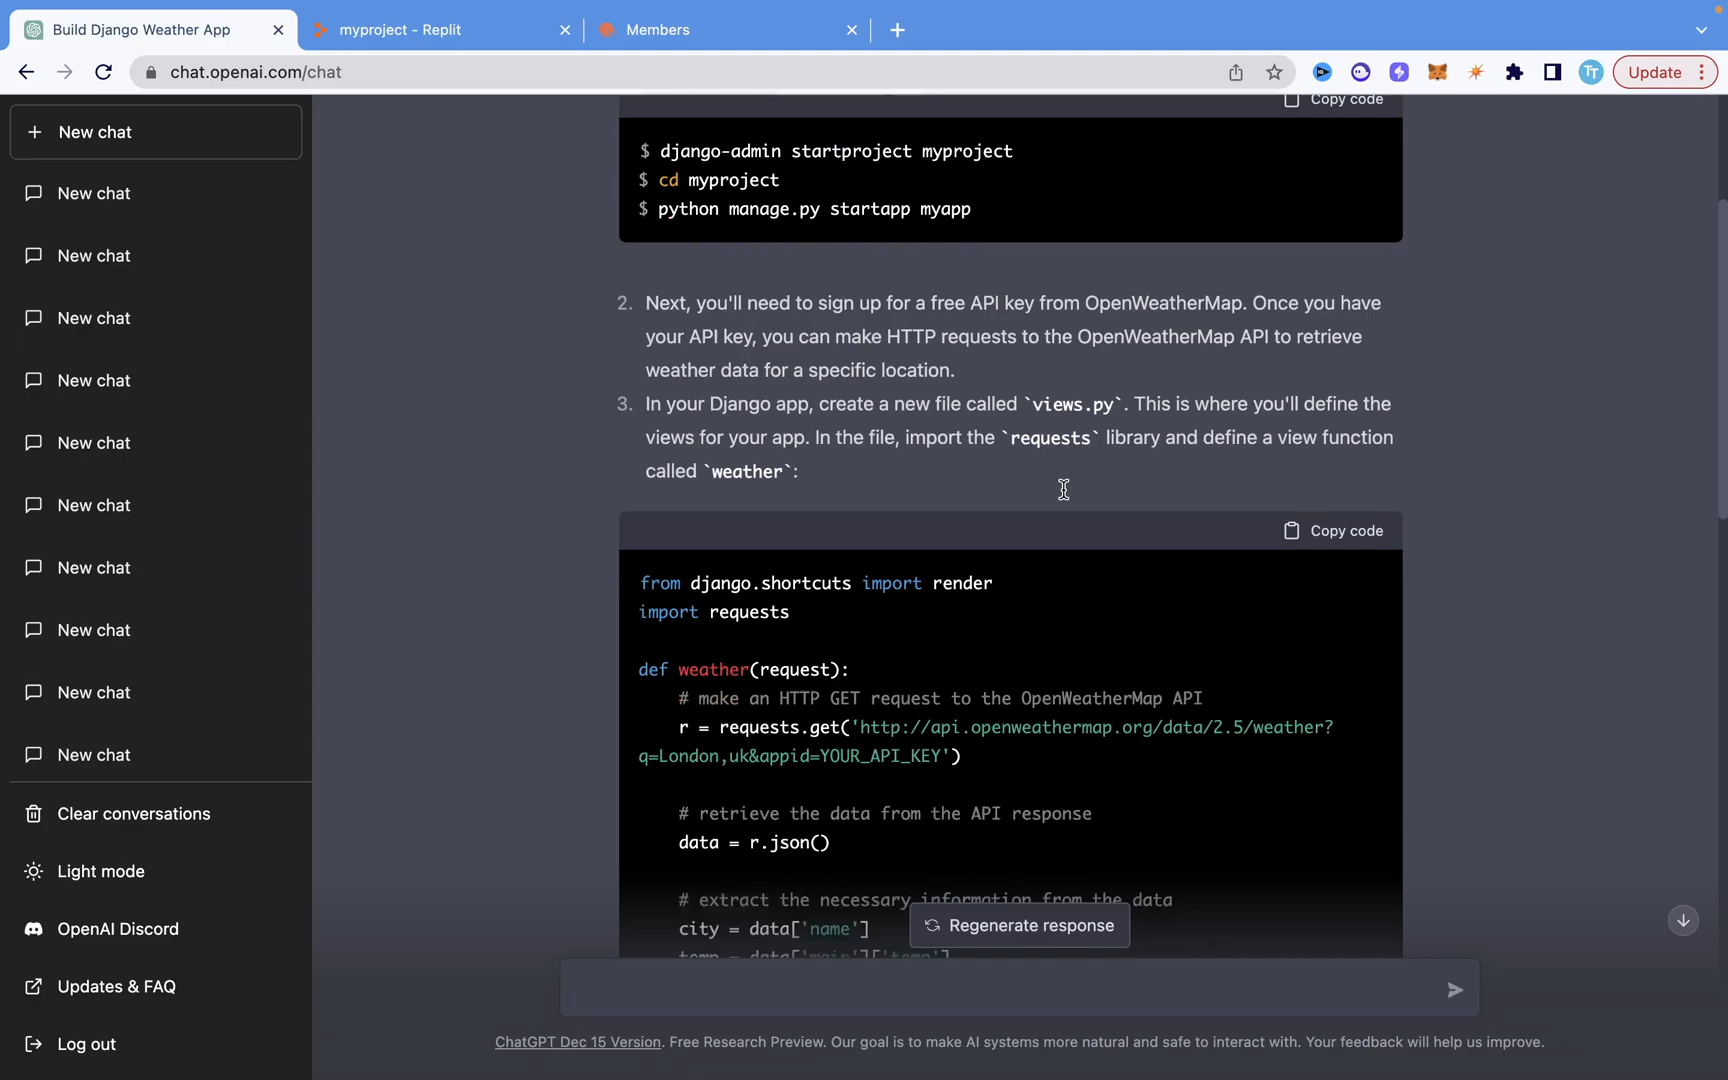 Build Django Weather App
myproject - Replit
Members
chat.openai.com/chat
TT
Update
New chat
New chat
New chat
New chat
New chat
New chat
New chat
New chat
New chat
New chat
New chat
Clear conversations
Light mode
OpenAI Discord
Updates & FAQ
Log out
Copy code
$ django-admin startproject myproject
$ cd myproject
$ python manage.py startapp myapp
2. Next, you'll need to sign up for a free API key from OpenWeatherMap. Once you have
your API key, you can make HTTP requests to the OpenWeatherMap API to retrieve
weather data for a specific location.
3. In your Django app, create a new file called `views.py`. This is where you'll define the
views for your app. In the file, import the `requests` library and define a view function
called `weather`:
Copy code
from django.shortcuts import render
import requests
def weather(request):
# make an HTTP GET request to the OpenWeatherMap API
r = requests.get('http://api.openweathermap.org/data/2.5/weather?
q=London,uk&appid=YOUR_API_KEY')
# retrieve the data from the API response
data = r.json()
# extract the necessary information from the data
city = data['name']
temp = data['main']['temp']
Regenerate response
ChatGPT Dec 15 Version. Free Research Preview. Our goal is to make AI systems more natural and safe to interact with. Your feedback will help us improve.